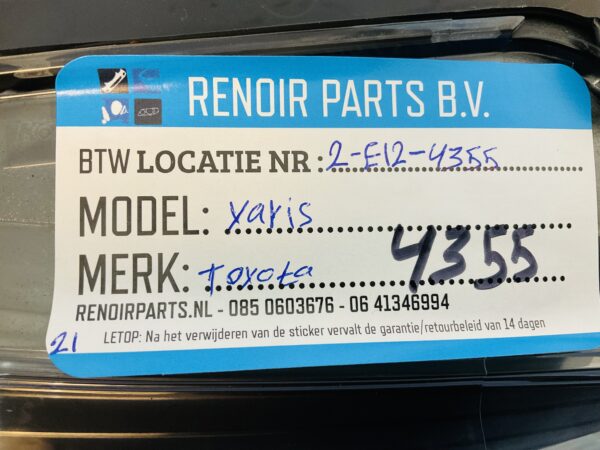 RENOIR PARTS B.V.
BTW LOCATIE NR : 2-E12-4355
MODEL: Yaris
MERK: Toyota 4355
RENOIRPARTS.NL - 085 0603676 - 06 41346994
LETOP: Na het verwijderen van de sticker vervalt de garantie/retourbeleid van 14 dagen
21